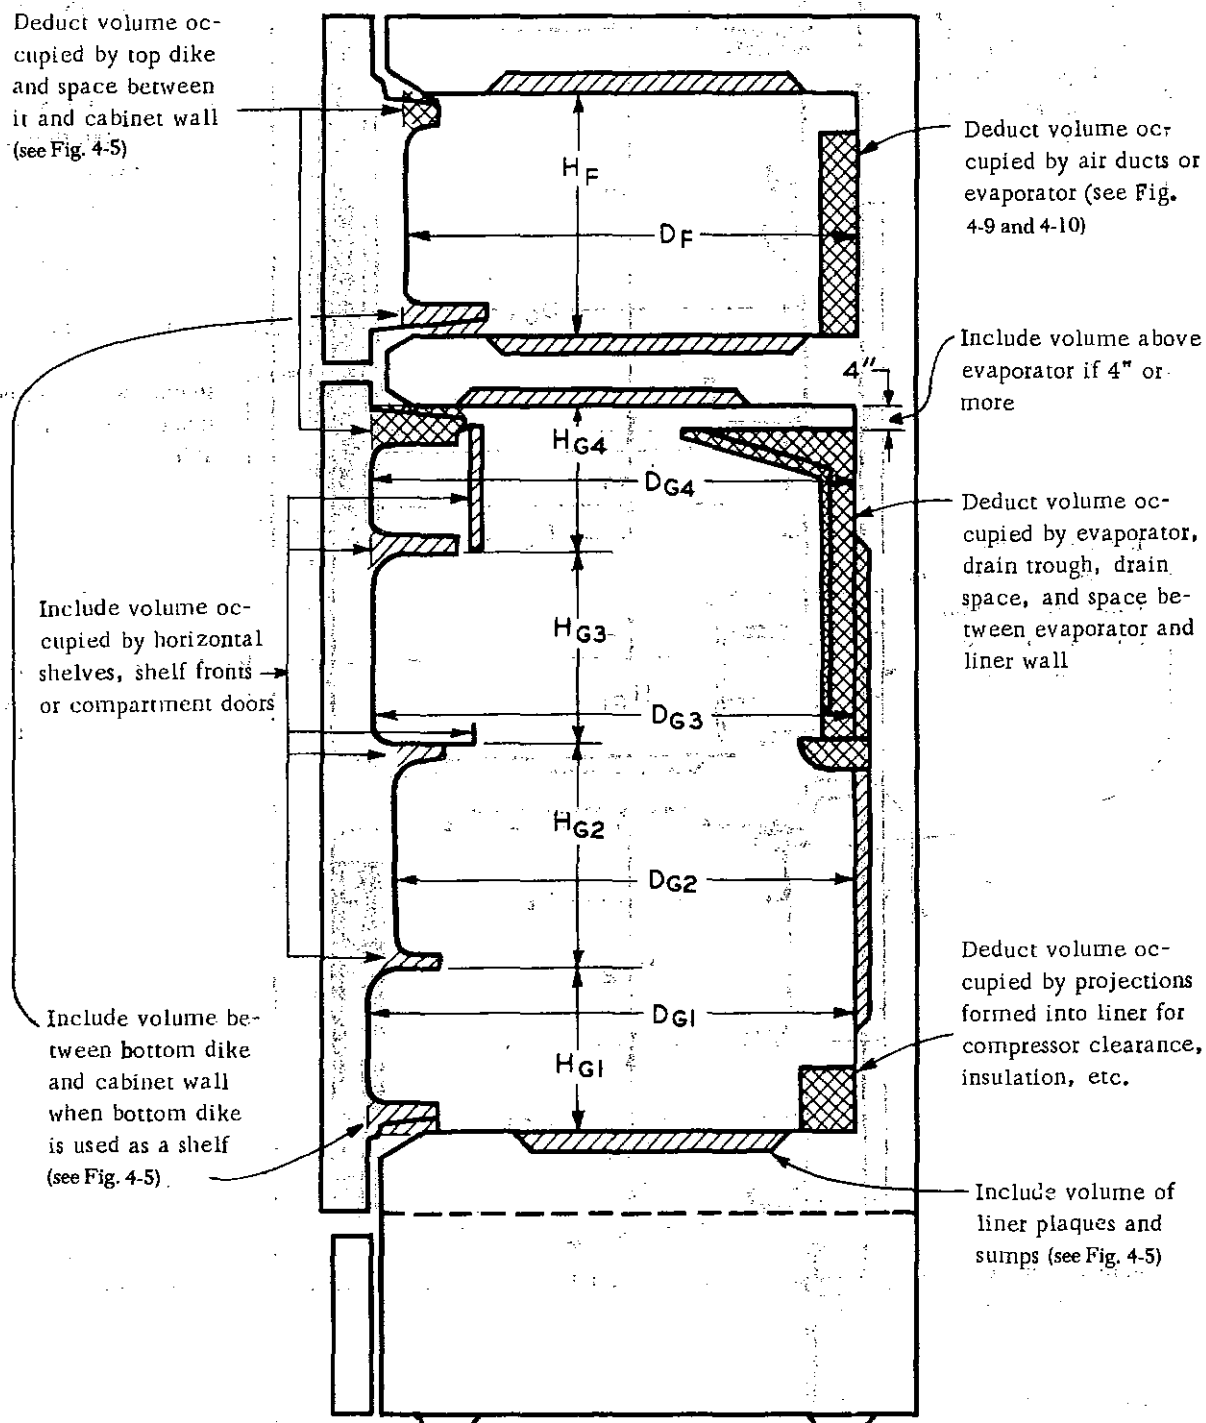 Deduct volume oc-
cupied by top dike
and space between
it and cabinet wall
(see Fig. 4-5)
Deduct volume oc-
cupied by air ducts or
evaporator (see Fig.
4-9 and 4-10)
HF
DF
Include volume above
evaporator if 4" or
more
4"
HG4
DG4
Deduct volume oc-
cupied by evaporator,
drain trough, drain
space, and space be-
tween evaporator and
liner wall
Include volume oc-
cupied by horizontal
shelves, shelf fronts
or compartment doors
HG3
DG3
HG2
DG2
Deduct volume oc-
cupied by projections
formed into liner for
compressor clearance,
insulation, etc.
DG1
HG1
Include volume be-
tween bottom dike
and cabinet wall
when bottom dike
is used as a shelf
(see Fig. 4-5)
Include volume of
liner plaques and
sumps (see Fig. 4-5)